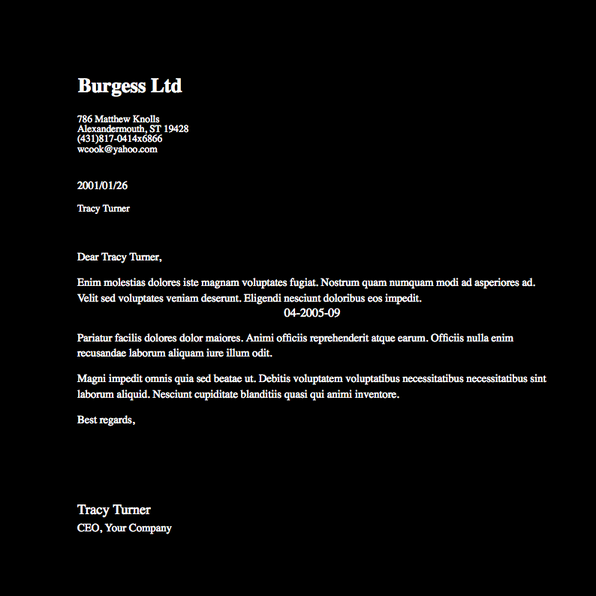 Burgess Ltd
786 Matthew Knolls
Alexandermouth, ST 19428
(431)817-0414x6866
wcook@yahoo.com
2001/01/26
Tracy Turner
Dear Tracy Turner,
Enim molestias dolores iste magnam voluptates fugiat. Nostrum quam numquam modi ad asperiores ad.
Velit sed voluptates veniam deserunt. Eligendi nesciunt doloribus eos impedit.
04-2005-09
Pariatur facilis dolores dolor maiores. Animi officiis reprehenderit atque earum. Officiis nulla enim
recusandae laborum aliquam iure illum odit.
Magni impedit omnis quia sed beatae ut. Debitis voluptatem voluptatibus necessitatibus necessitatibus sint
laborum aliquid. Nesciunt cupiditate blanditiis quasi qui animi inventore.
Best regards,
Tracy Turner
CEO, Your Company